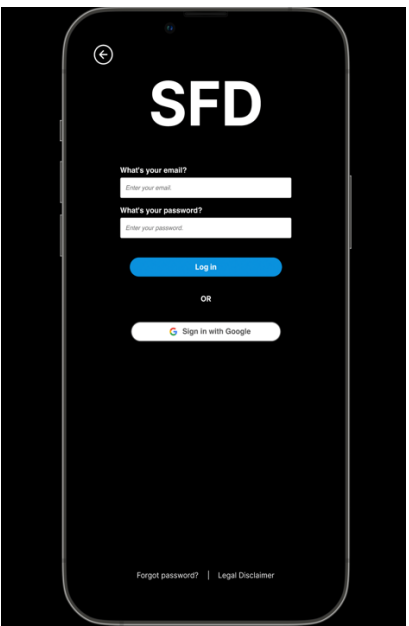 SFD
What's your email?
Enter your email.
What's your password?
Enter your password.
Log in
OR
Sign in with Google
Forgot password? | Legal Disclaimer